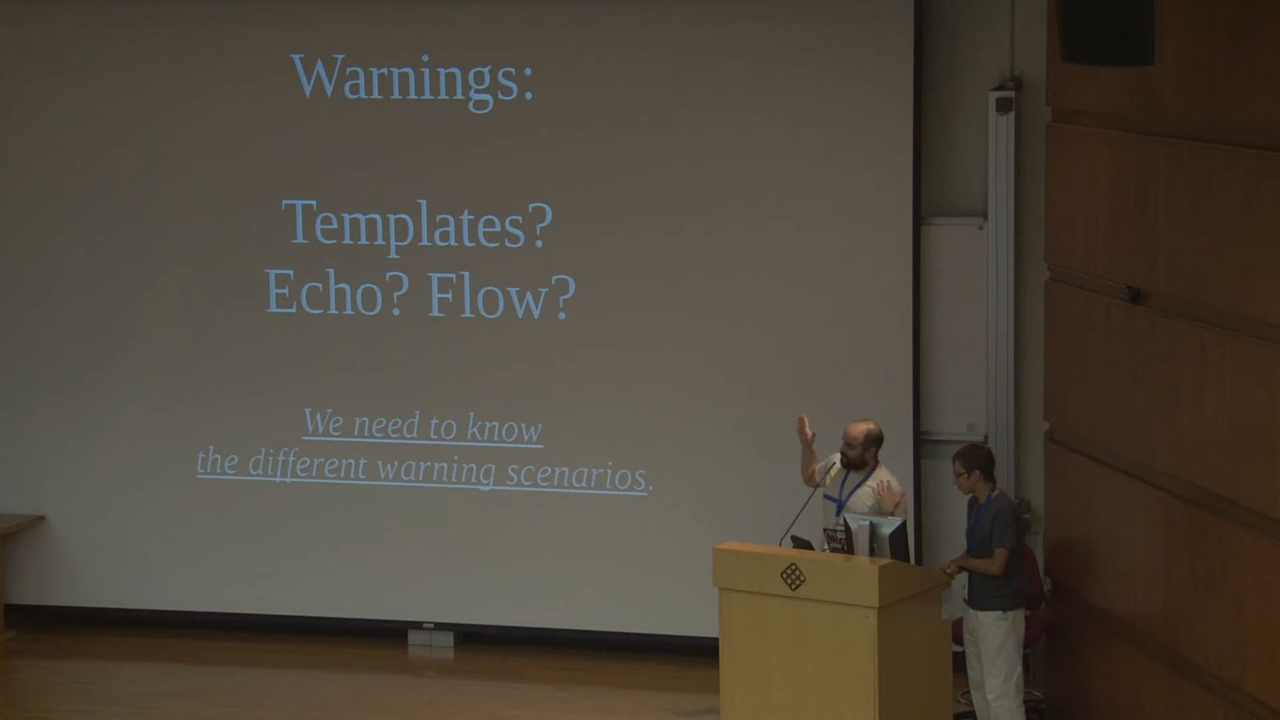 Warnings:
Templates?
Echo? Flow?
We need to know
the different warning scenarios.